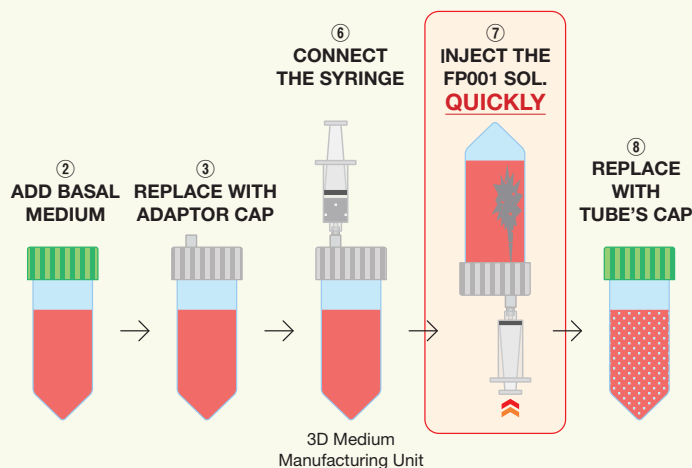 ②
ADD BASAL
MEDIUM
③
REPLACE WITH
ADAPTOR CAP
⑥
CONNECT
THE SYRINGE
3D Medium
Manufacturing Unit
⑦
INJECT THE
FP001 SOL.
QUICKLY
⑧
REPLACE
WITH
TUBE'S CAP